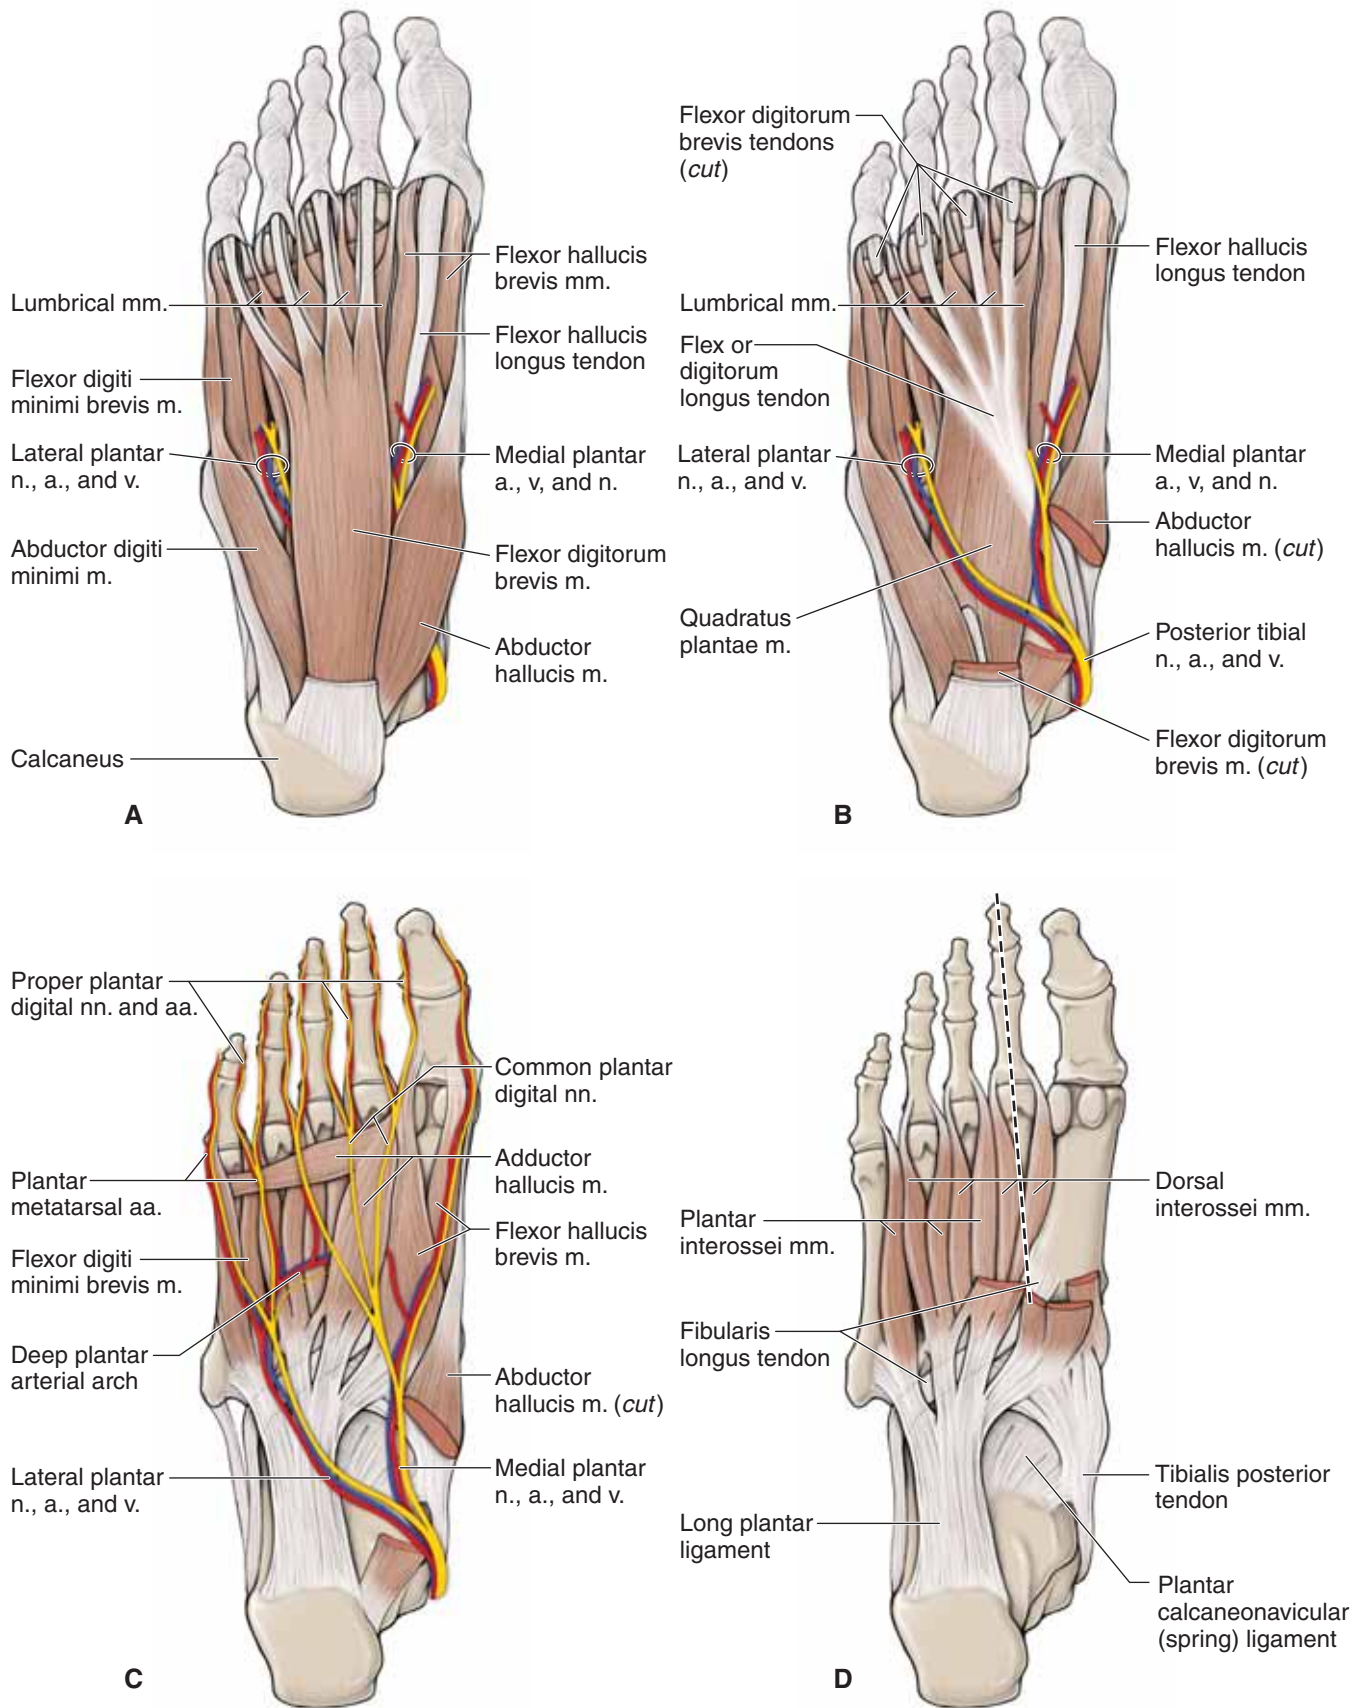 Lumbrical mm.
Flexor digiti
minimi brevis m.
Lateral plantar
n., a., and v.
Abductor digiti
minimi m.
Calcaneus
Flexor hallucis
brevis mm.
Flexor hallucis
longus tendon
Medial plantar
a., v, and n.
Flexor digitorum
brevis m.
Abductor
hallucis m.
A
Flexor digitorum
brevis tendons
(cut)
Lumbrical mm.
Flex or
digitorum
longus tendon
Lateral plantar
n., a., and v.
Quadratus
plantae m.
Flexor hallucis
longus tendon
Medial plantar
a., v, and n.
Abductor
hallucis m. (cut)
Posterior tibial
n., a., and v.
Flexor digitorum
brevis m. (cut)
B
Proper plantar
digital nn. and aa.
Plantar
metatarsal aa.
Flexor digiti
minimi brevis m.
Deep plantar
arterial arch
Lateral plantar
n., a., and v.
Common plantar
digital nn.
Adductor
hallucis m.
Flexor hallucis
brevis m.
Abductor
hallucis m. (cut)
Medial plantar
n., a., and v.
C
Plantar
interossei mm.
Fibularis
longus tendon
Long plantar
ligament
Dorsal
interossei mm.
Tibialis posterior
tendon
Plantar
calcaneonavicular
(spring) ligament
D